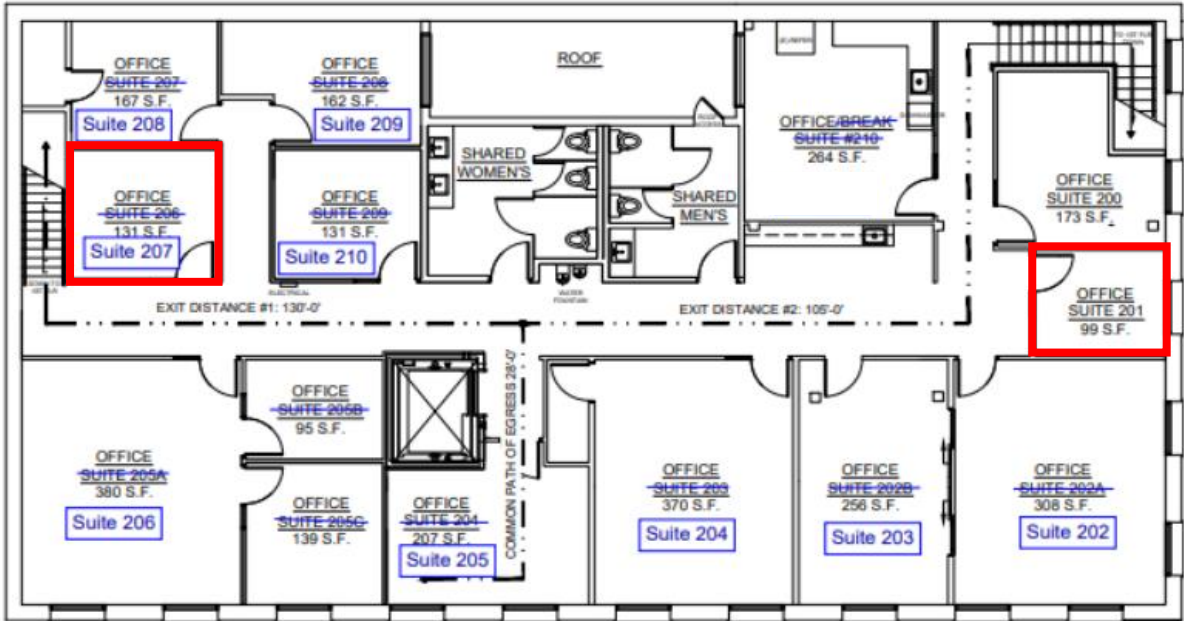 OFFICE
SUITE 207
167 S.F.
Suite 208
OFFICE
SUITE 208
162 S.F.
Suite 209
ROOF
OFFICE/BREAK
SUITE #210
264 S.F.
OFFICE
SUITE 200
173 S.F.
SHARED
WOMEN'S
SHARED
MEN'S
OFFICE
SUITE 206
131 S.F.
Suite 207
OFFICE
SUITE 209
131 S.F.
Suite 210
OFFICE
SUITE 201
99 S.F.
ELECTRICAL
WATER
FOUNTAIN
EXIT DISTANCE #1: 130'-0'
EXIT DISTANCE #2: 105'-0'
COMMON PATH OF EGRESS 28'-0'
OFFICE
SUITE 205B
95 S.F.
OFFICE
SUITE 205A
380 S.F.
Suite 206
OFFICE
SUITE 205C
139 S.F.
OFFICE
SUITE 204
207 S.F.
Suite 205
OFFICE
SUITE 203
370 S.F.
Suite 204
OFFICE
SUITE 202B
256 S.F.
Suite 203
OFFICE
SUITE 202A
308 S.F.
Suite 202